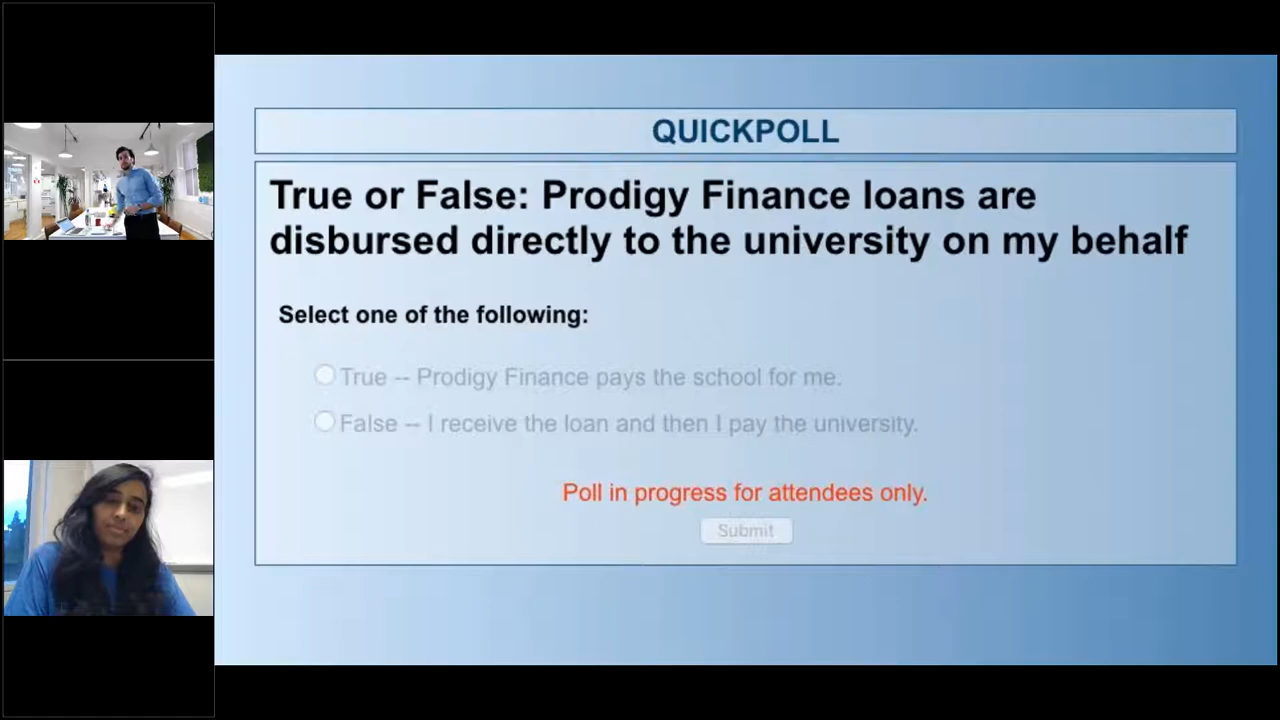 QUICKPOLL
True or False: Prodigy Finance loans are
disbursed directly to the university on my behalf
Select one of the following:
True -- Prodigy Finance pays the school for me.
False -- I receive the loan and then I pay the university.
Poll in progress for attendees only.
Submit